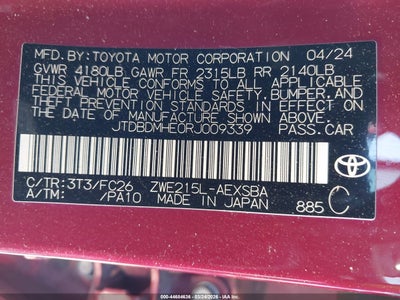 MFD.BY:TOYOTA MOTOR CORPORATION 04/24
GVWR 4180LB GAWR FR 2315LB RR 2140LB
THIS VEHICLE CONFORMS TO ALL APPLICABLE
FEDERAL MOTOR VEHICLE SAFETY, BUMPER,
AND THEFT PREVENTION STANDARDS IN EFFECT
ON THE DATE OF MANUFACTURE SHOWN ABOVE.
JTDBDMHE0RJ009339 PASS.CAR
TOYOTA
C/TR:3T3/FC26 ZWE215L-AEXSBA
A/TM: /PA10 MADE IN JAPAN 885 C